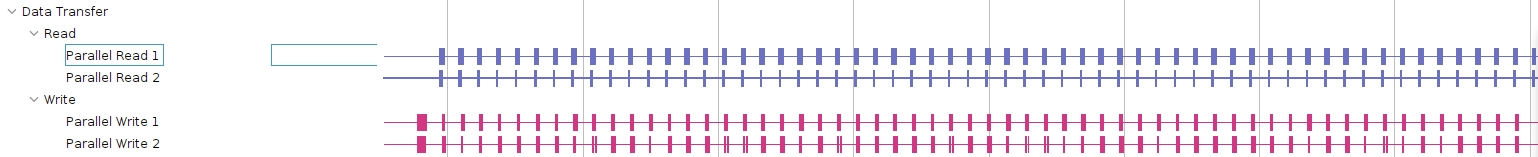 Data Transfer
Read
Parallel Read 1
Parallel Read 2
Write
Parallel Write 1
Parallel Write 2